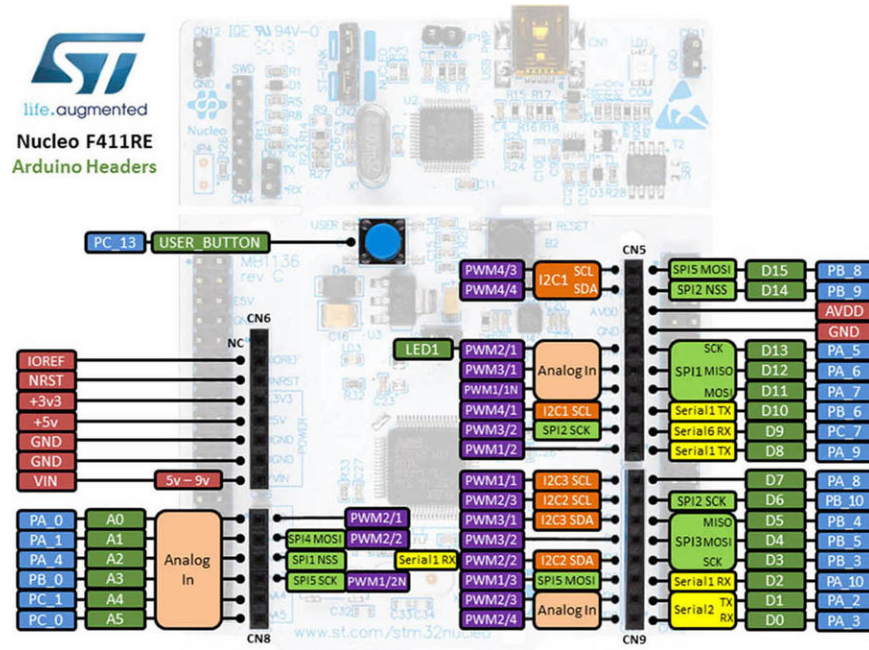 life.augmented
Nucleo F411RE
Arduino Headers
PC_13 USER_BUTTON
MB1136
rev C
CN6
NC
IOREF
NRST
+3v3
+5v
GND
GND
VIN 5v – 9v
PA_0 A0
PA_1 A1
PA_4 A2
PB_0 A3
PC_1 A4
PC_0 A5
Analog
In
CN8
PWM2/1
SPI4 MOSI PWM2/2
SPI1 NSS Serial1 RX
SPI5 SCK PWM1/2N
CN5
PWM4/3 I2C1 SCL SPI5 MOSI D15 PB_8
PWM4/4 SDA SPI2 NSS D14 PB_9
AVDD
GND
LED1 PWM2/1 Analog In SCK D13 PA_5
PWM3/1 SPI1 MISO D12 PA_6
PWM1/1N MOSI D11 PA_7
PWM4/1 I2C1 SCL Serial1 TX D10 PB_6
PWM3/2 SPI2 SCK Serial6 RX D9 PC_7
PWM1/2 Serial1 TX D8 PA_9
PWM1/1 I2C3 SCL D7 PA_8
PWM2/3 I2C2 SCL SPI2 SCK D6 PB_10
PWM3/1 I2C3 SDA MISO D5 PB_4
PWM3/2 SPI3 MOSI D4 PB_5
PWM2/2 I2C2 SDA SCK D3 PB_3
PWM1/3 SPI5 MOSI Serial1 RX D2 PA_10
PWM2/3 Analog In Serial2 TX D1 PA_2
PWM2/4 RX D0 PA_3
CN9
www.st.com/stm32nucleo